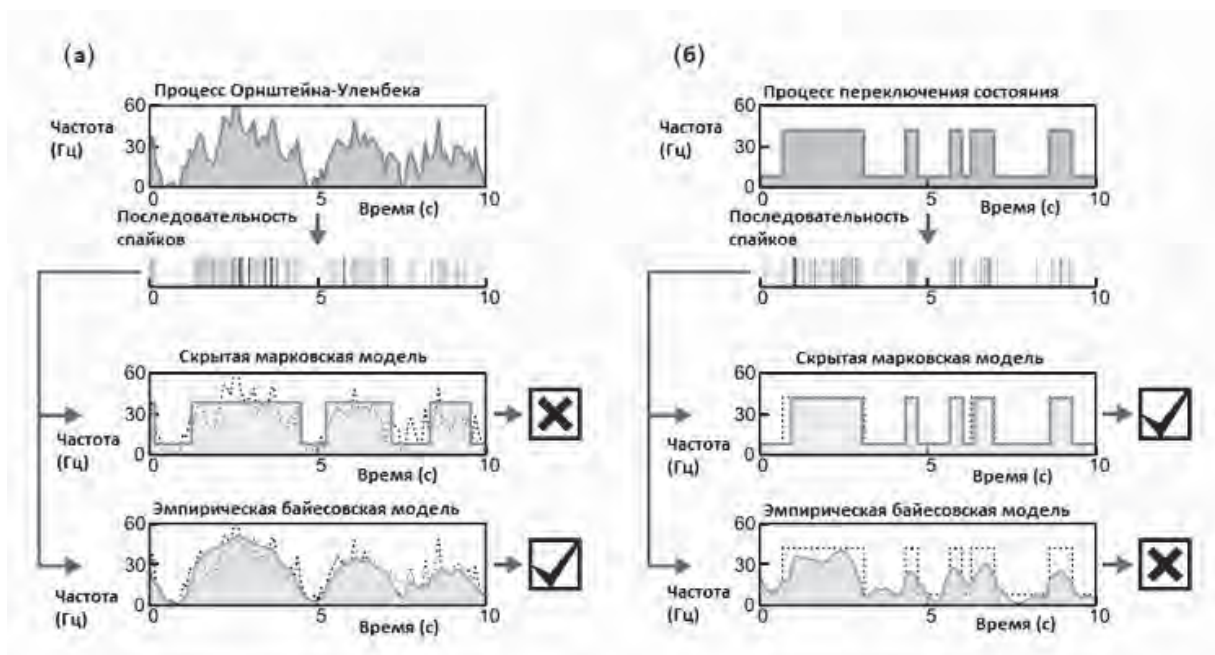 (а)
Процесс Орнштейна-Уленбека
60
Частота
(Гц)
30
0
0
5
10
Время (с)
Последовательность
спайков
0
5
10
Скрытая марковская модель
60
30
Частота
(Гц)
0
0
5
10
Время (с)
Эмпирическая байесовская модель
60
30
Частота
(Гц)
0
0
5
10
Время (с)
(б)
Процесс переключения состояния
60
Частота
(Гц)
30
0
0
5
10
Время (с)
Последовательность
спайков
0
5
10
Скрытая марковская модель
60
30
Частота
(Гц)
0
0
5
10
Время (с)
Эмпирическая байесовская модель
60
30
Частота
(Гц)
0
0
5
10
Время (с)